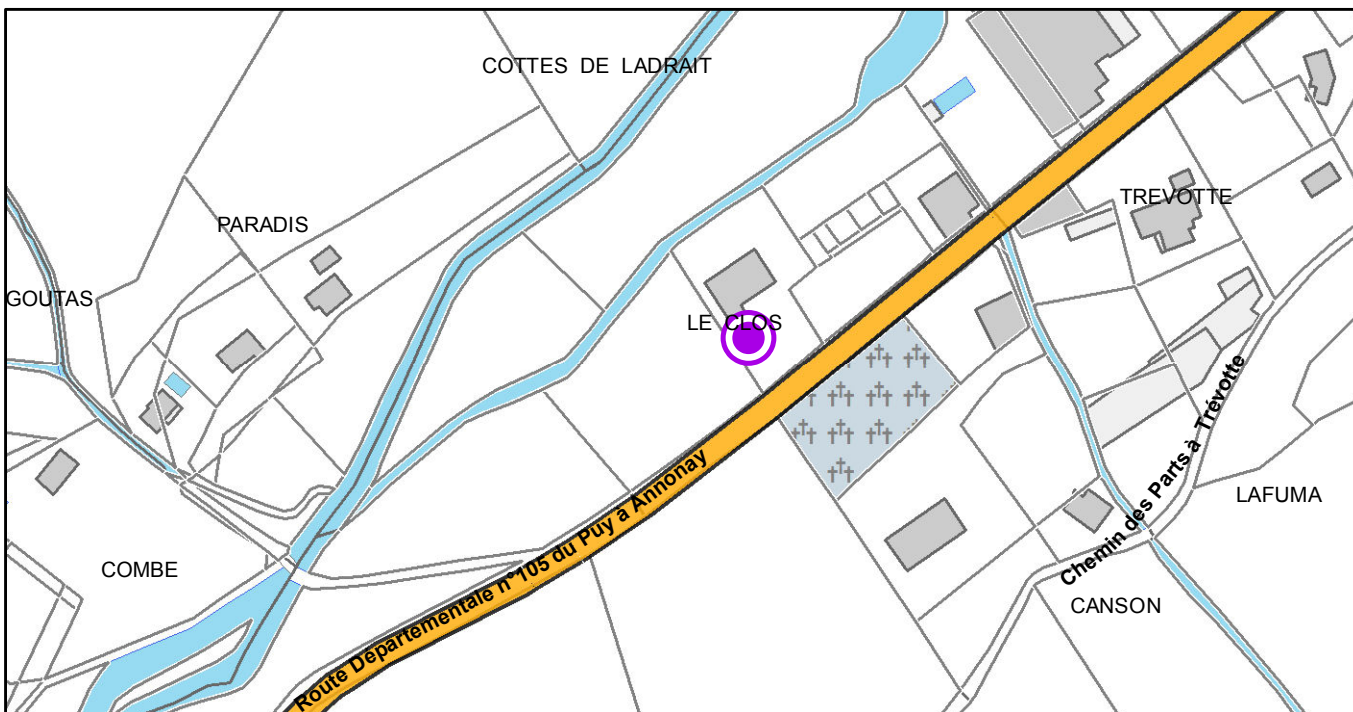 COTTES DE LADRAIT
TREVOTTE
PARADIS
GOUTAS
LE CLOS
Chemin des Parts à Trévotte
Route Départementale n°105 du Puy à Annonay
LAFUMA
COMBE
CANSON